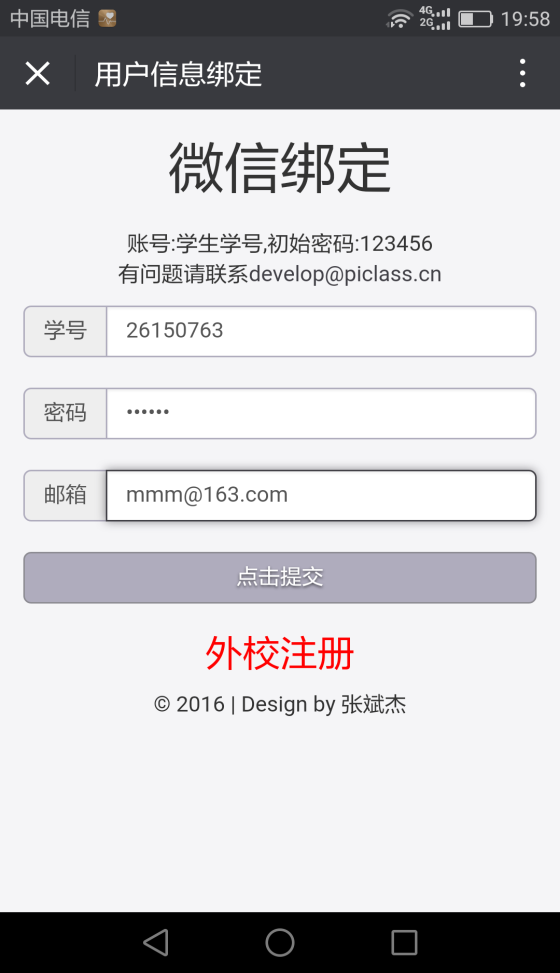 中国电信 4G 2G 19:58
用户信息绑定
微信绑定
账号:学生学号,初始密码:123456
有问题请联系develop@piclass.cn
学号 26150763
密码 ••••••
邮箱 mmm@163.com
点击提交
外校注册
© 2016 | Design by 张斌杰